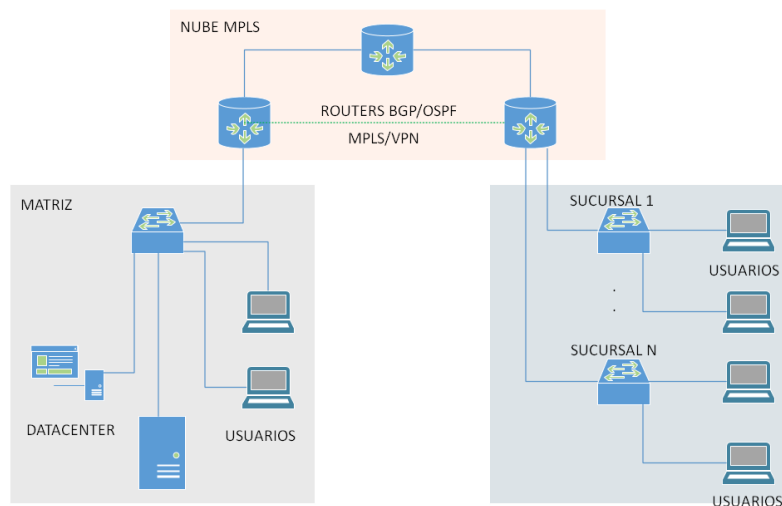 NUBE MPLS
ROUTERS BGP/OSPF
MPLS/VPN
MATRIZ
DATACENTER
USUARIOS
SUCURSAL 1
USUARIOS
.
.
SUCURSAL N
USUARIOS